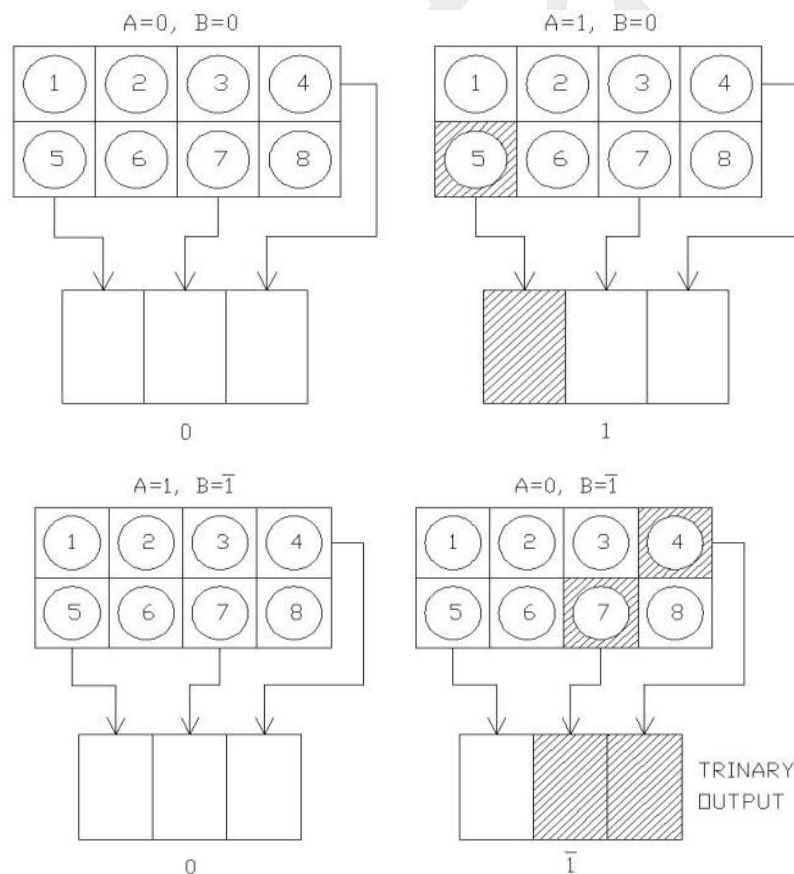 A=0, B=0
1 2 3 4
5 6 7 8
0
A=1, B=0
1 2 3 4
5 6 7 8
1
A=1, B=1̅
1 2 3 4
5 6 7 8
0
A=0, B=1̅
1 2 3 4
5 6 7 8
TRINARY
OUTPUT
1̅